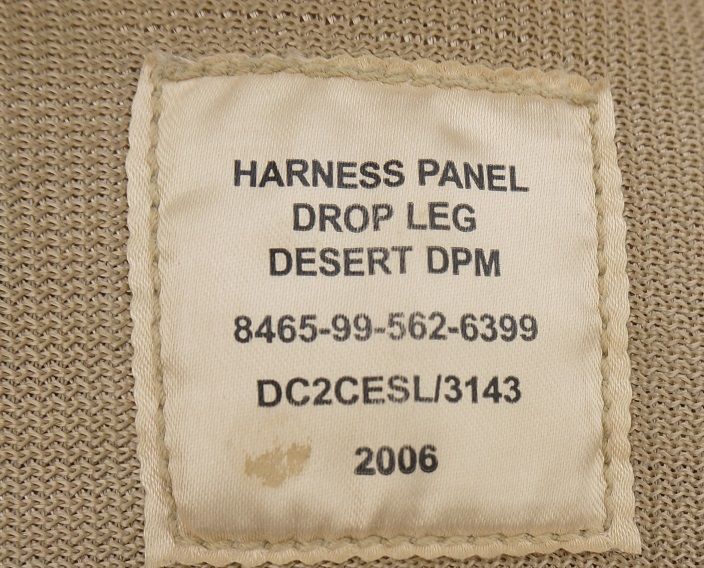 HARNESS PANEL
DROP LEG
DESERT DPM
8465-99-562-6399
DC2CESL/3143
2006